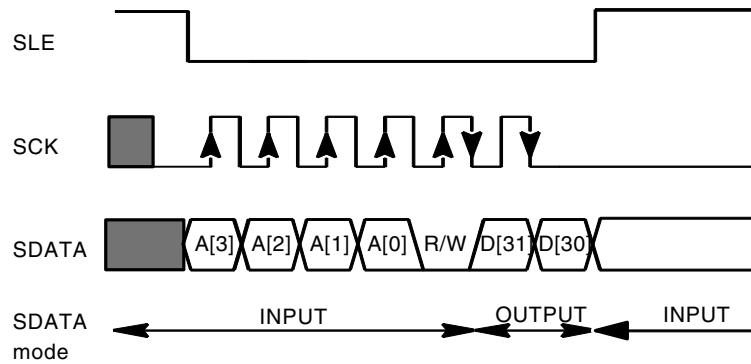 SLE
SCK
SDATA
A[3] A[2] A[1] A[0] R/W D[31] D[30]
SDATA
mode
INPUT OUTPUT INPUT